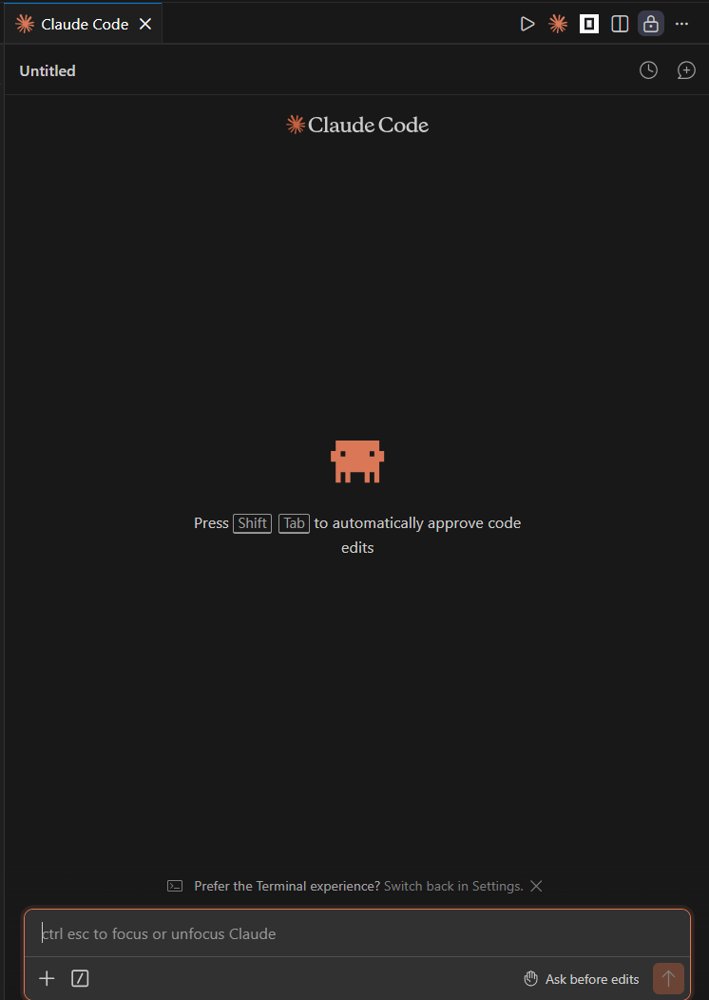 Claude Code
Untitled
Claude Code
Press Shift Tab to automatically approve code
edits
Prefer the Terminal experience? Switch back in Settings.
ctrl esc to focus or unfocus Claude
Ask before edits